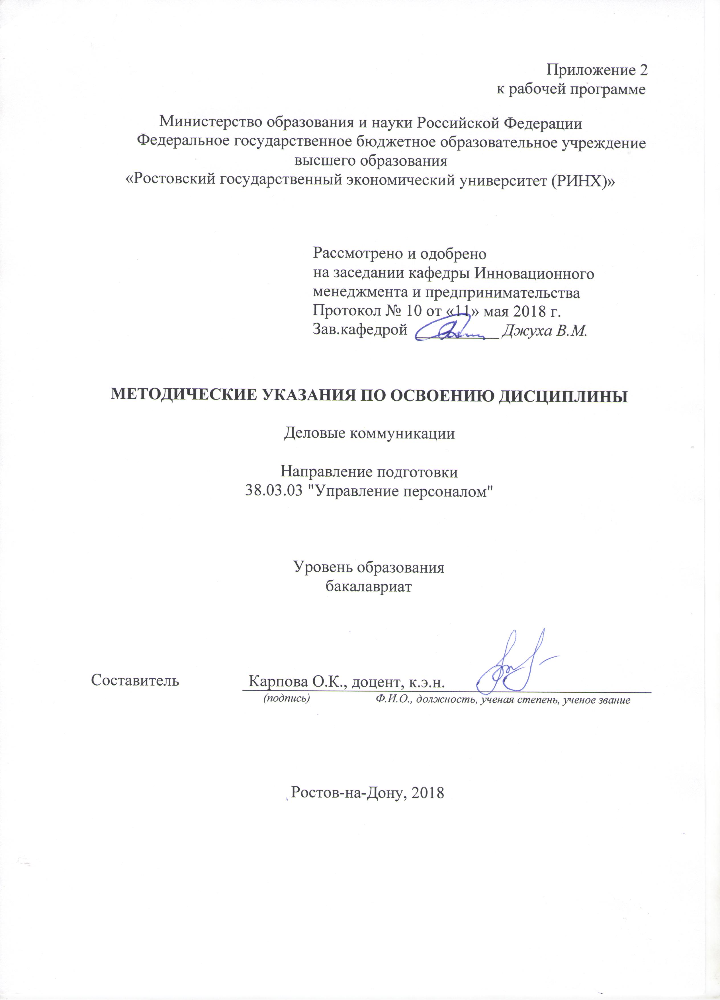 Приложение 2
к рабочей программе
Министерство образования и науки Российской Федерации
Федеральное государственное бюджетное образовательное учреждение
высшего образования
«Ростовский государственный экономический университет (РИНХ)»
Рассмотрено и одобрено
на заседании кафедры Инновационного
менеджмента и предпринимательства
Протокол № 10 от «11» мая 2018 г.
Зав.кафедрой Джуха В.М.
МЕТОДИЧЕСКИЕ УКАЗАНИЯ ПО ОСВОЕНИЮ ДИСЦИПЛИНЫ
Деловые коммуникации
Направление подготовки
38.03.03 "Управление персоналом"
Уровень образования
бакалавриат
Составитель Карпова О.К., доцент, к.э.н.
(подпись) Ф.И.О., должность, ученая степень, ученое звание
Ростов-на-Дону, 2018